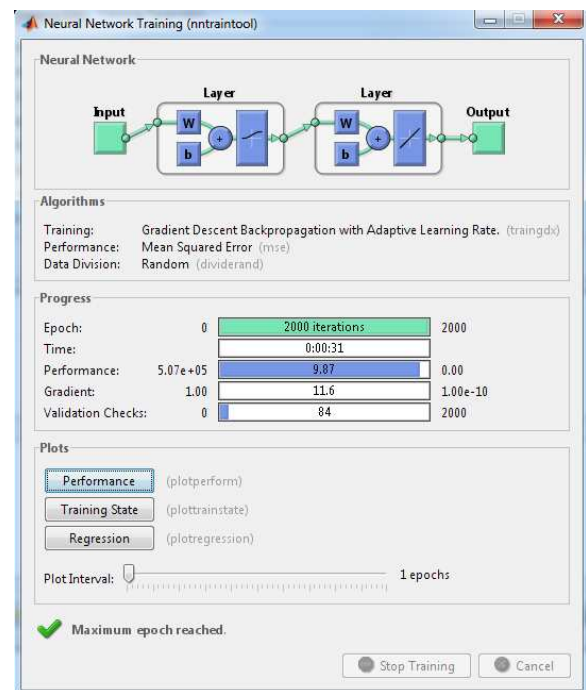 Neural Network Training (nntraintool)
Neural Network
Layer
Layer
Input
Output
W
b
+
W
b
+
Algorithms
Training: Gradient Descent Backpropagation with Adaptive Learning Rate. (traingdx)
Performance: Mean Squared Error (mse)
Data Division: Random (dividerand)
Progress
Epoch: 0 2000 iterations 2000
Time: 0:00:31
Performance: 5.07e+05 9.87 0.00
Gradient: 1.00 11.6 1.00e-10
Validation Checks: 0 84 2000
Plots
Performance (plotperform)
Training State (plottrainstate)
Regression (plotregression)
Plot Interval: 1 epochs
Maximum epoch reached.
Stop Training Cancel